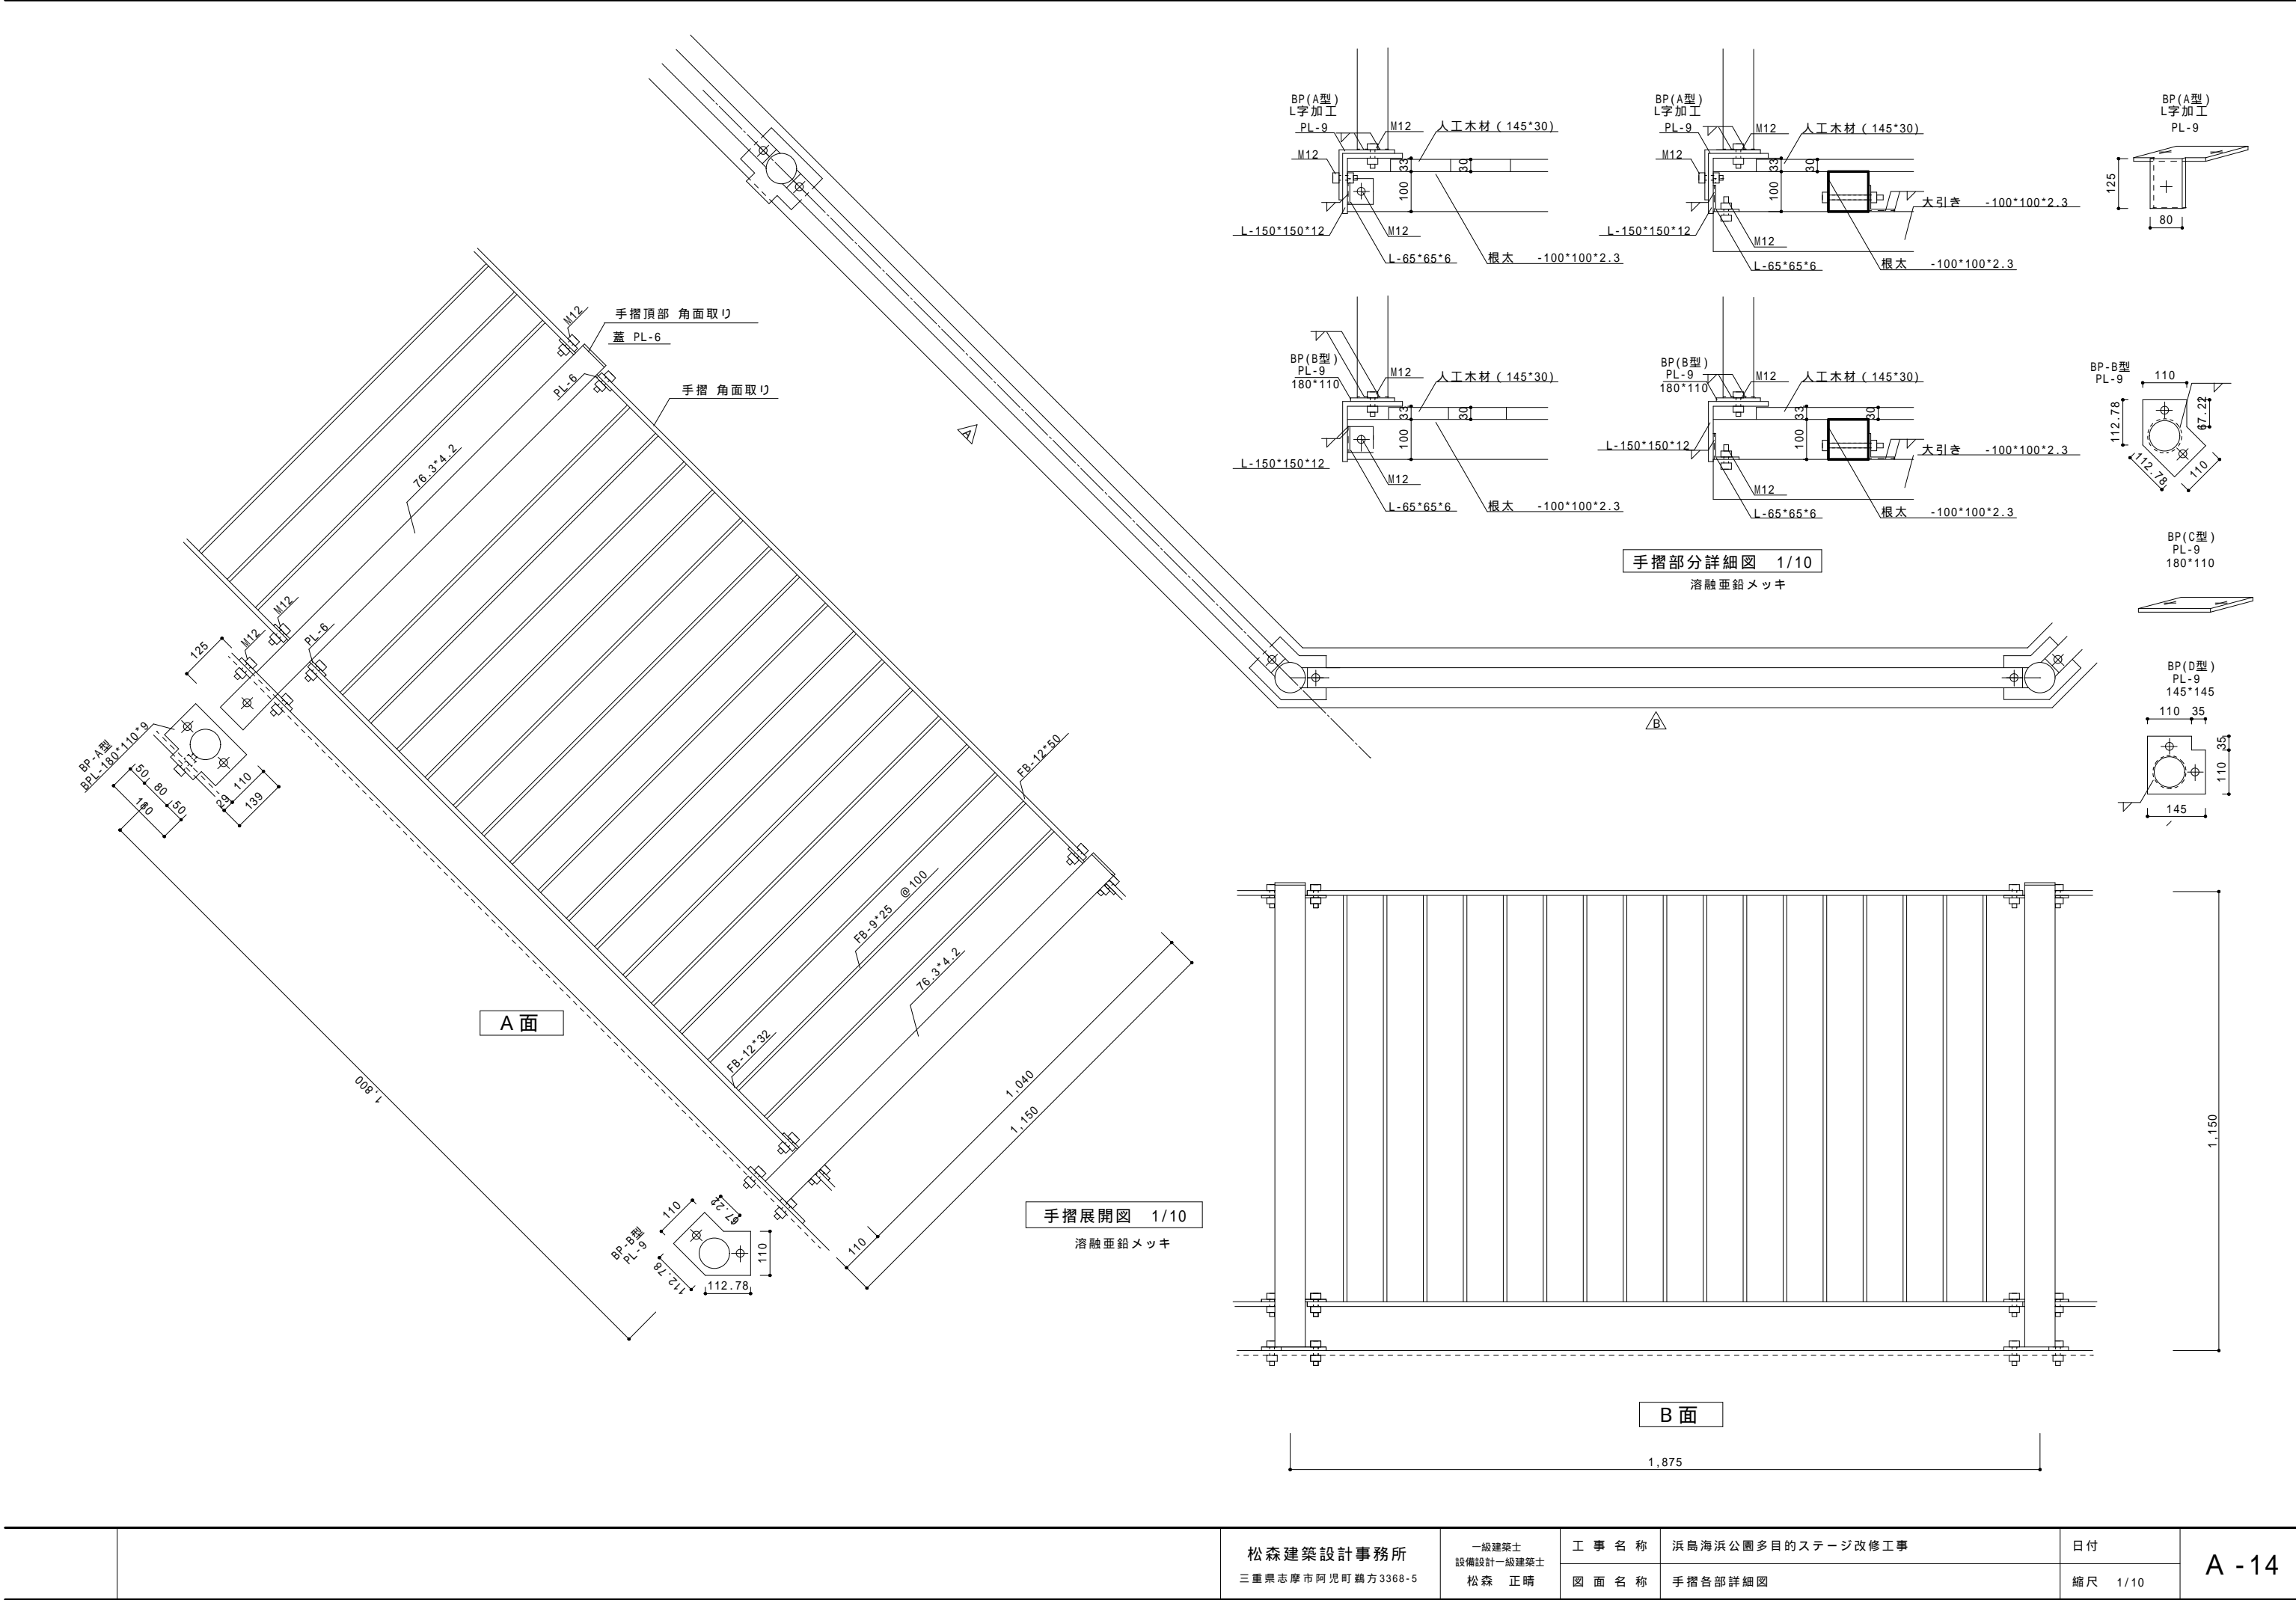 BP(A型)
L字加工
PL-9
M12
M12
人工木材 ( 145*30)
33
30
100
L-150*150*12
M12
L-65*65*6
根太 -100*100*2.3
BP(A型)
L字加工
PL-9
M12
M12
人工木材 ( 145*30)
33
30
100
大引き -100*100*2.3
L-150*150*12
M12
L-65*65*6
根太 -100*100*2.3
BP(A型)
L字加工
PL-9
125
80
BP(B型)
PL-9
180*110
M12
人工木材 ( 145*30)
33
30
100
L-150*150*12
M12
L-65*65*6
根太 -100*100*2.3
BP(B型)
PL-9
180*110
M12
人工木材 ( 145*30)
33
30
100
L-150*150*12
大引き -100*100*2.3
M12
L-65*65*6
根太 -100*100*2.3
BP-B型
PL-9
110
112.78
67.22
112.78
110
手摺部分詳細図 1/10
溶融亜鉛メッキ
BP(C型)
PL-9
180*110
BP(D型)
PL-9
145*145
110 35
35
110
145
M12
手摺頂部 角面取り
蓋 PL-6
PL-6
手摺 角面取り
76.3*4.2
A
M12
M12
PL-6
125
BP-A型
BPL-180*110*9
50
80
50
180
29
110
139
B
FB-12*50
FB-9*25 @100
76.3*4.2
FB-12*32
A面
1,800
1,040
1,150
110
BP-B型
PL-9
110
67.22
110
112.78
112.78
手摺展開図 1/10
溶融亜鉛メッキ
1,150
B面
1,875
松森建築設計事務所
三重県志摩市阿児町鵜方3368-5
一級建築士
設備設計一級建築士
松森 正晴
工事名称 浜島海浜公園多目的ステージ改修工事
図面名称 手摺各部詳細図
日付
縮尺 1/10
A -14